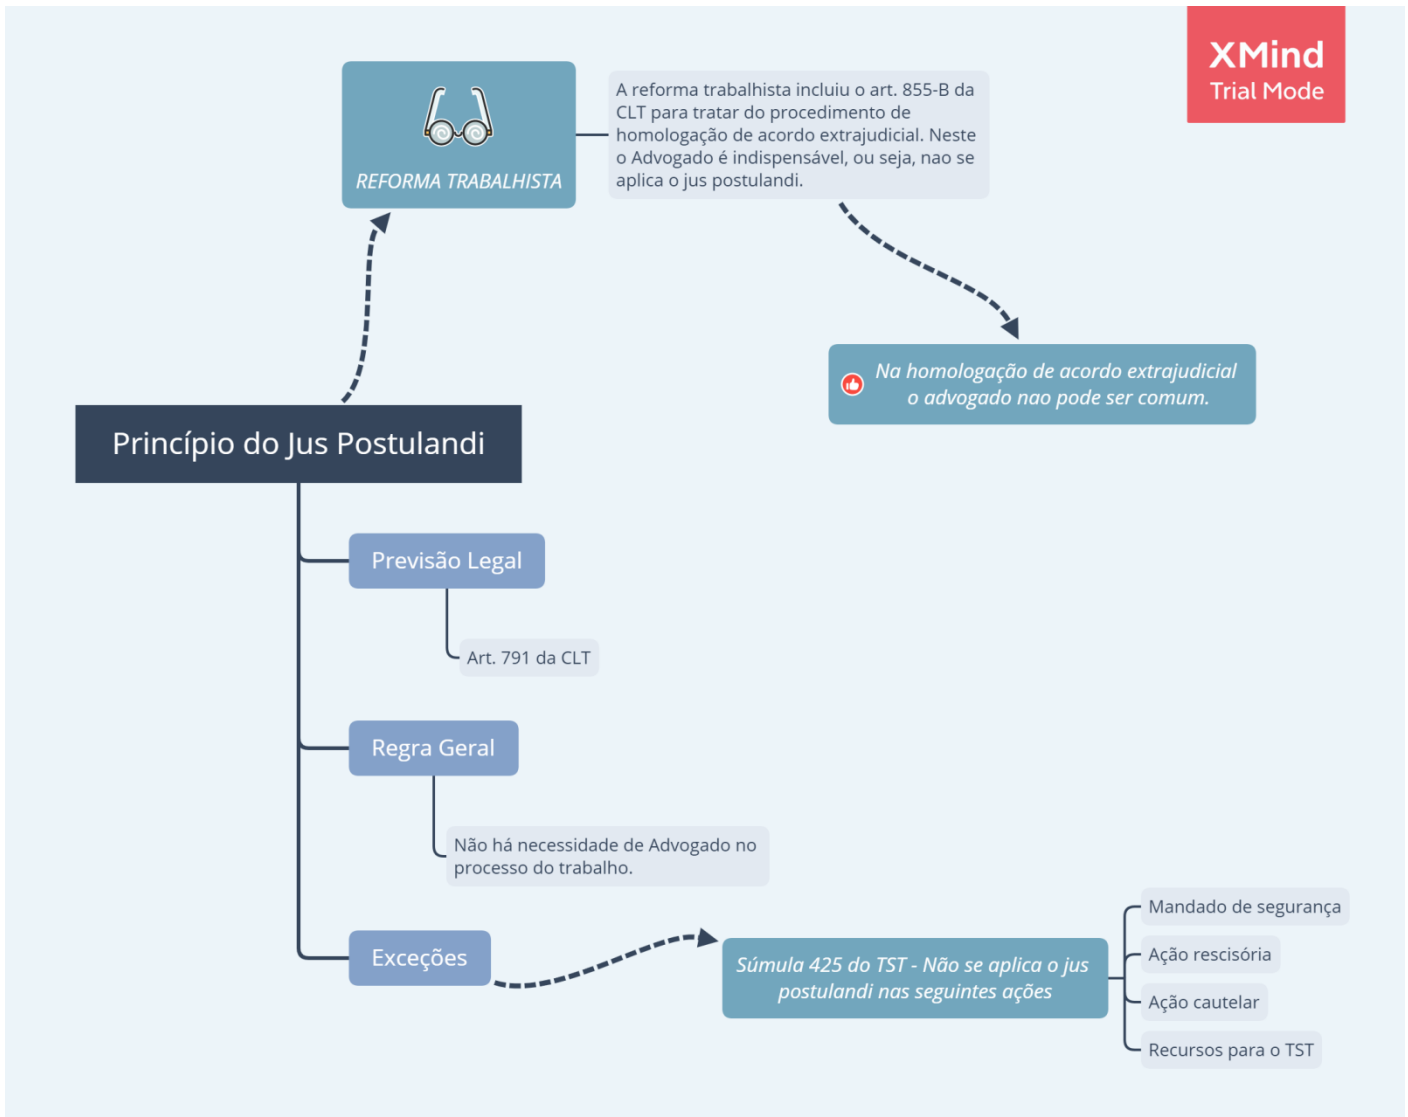 XMind
Trial Mode
A reforma trabalhista incluiu o art. 855-B da
CLT para tratar do procedimento de
homologação de acordo extrajudicial. Neste
o Advogado é indispensável, ou seja, nao se
aplica o jus postulandi.
REFORMA TRABALHISTA
Na homologação de acordo extrajudicial
o advogado nao pode ser comum.
Princípio do Jus Postulandi
Previsão Legal
Art. 791 da CLT
Regra Geral
Não há necessidade de Advogado no
processo do trabalho.
Exceções
Súmula 425 do TST - Não se aplica o jus
postulandi nas seguintes ações
Mandado de segurança
Ação rescisória
Ação cautelar
Recursos para o TST